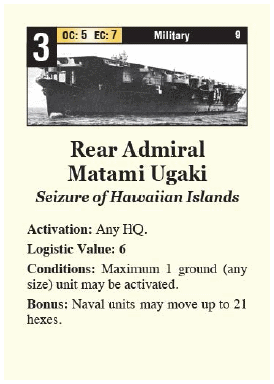 3 OC: 5 EC: 7 Military 9
Rear Admiral
Matami Ugaki
Seizure of Hawaiian Islands
Activation: Any HQ.
Logistic Value: 6
Conditions: Maximum 1 ground (any
size) unit may be activated.
Bonus: Naval units may move up to 21
hexes.